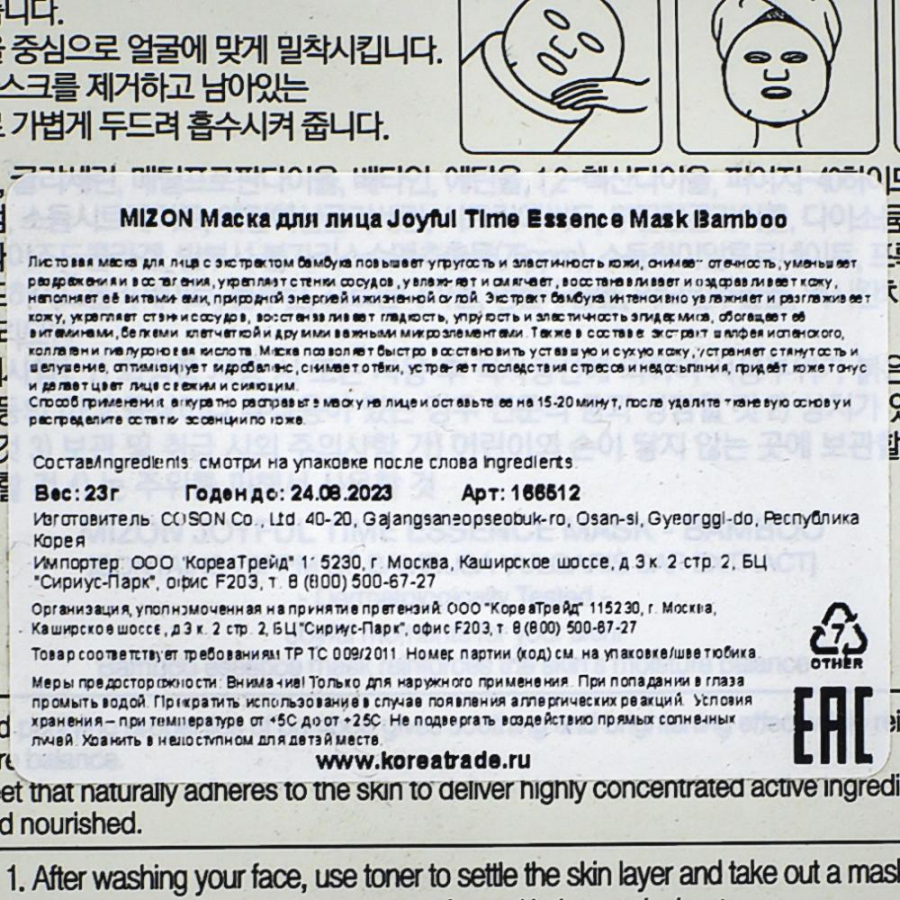 니다.
중심으로 얼굴에 맞게 밀착시킵니다.
스크를 제거하고 남아있는
가볍게 두드려 흡수시켜 줍니다.
MIZON Маска для лица Joyful Time Essence Mask Bamboo
Листовая маска для лица с экстрактом бамбука повышает упругость и эластичность кожи, снимает отечность, уменьшает
раздражения и воспаления, укрепляет стенки сосудов, увлажняет и смягчает, восстанавливает и оздоравливает кожу,
наполняет её витаминами, природной энергией и жизненной силой. Экстракт бамбука интенсивно увлажняет и разглаживает
кожу, укрепляет стенки сосудов, восстанавливает гладкость, упругость и эластичность эпидермиса, обогащает её
витаминами, белками клетчаткой и другими важными микроэлементами. Также в составе: экстракт шалфея испанского,
коллаген и гиалуроновая кислота. Маска позволяет быстро восстановить уставшую и сухую кожу, устраняет стянутость и
шелушение, оптимизирует гидробаланс, снимает отёки, устраняет последствия стресса и недосыпания, придаёт коже тонус
и делает цвет лица свежим и сияющим.
Способ применения: аккуратно расправьте маску на лице и оставьте её на 15-20 минут, после удалите тканевую основу и
распределите остатки эссенции по коже.
Состав/Ingredients: смотри на упаковке после слова Ingredients.
Вес: 23г Годен до: 24.08.2023 Арт: 166512
Изготовитель: COSON Co., Ltd, 40-20, Gajangsaneopseobuk-ro, Osan-si, Gyeonggi-do, Республика
Корея
Импортер: ООО "КореаТрейд" 115230, г. Москва, Каширское шоссе, д.3 к. 2 стр. 2, БЦ
"Сириус-Парк", офис F203, т. 8 (800) 500-67-27
Организация, уполномоченная на принятие претензий: ООО "КореаТрейд" 115230, г. Москва,
Каширское шоссе, д.3 к. 2 стр. 2, БЦ "Сириус-Парк", офис F203, т. 8 (800) 500-67-27
Товар соответствует требованиям ТР ТС 009/2011. Номер партии (код) см. на упаковке/шве тюбика.
Меры предосторожности: Внимание! Только для наружного применения. При попадании в глаза
промыть водой. Прекратить использование в случае появления аллергических реакций. Условия
хранения – при температуре от +5С до от +25С. Не подвергать воздействию прямых солнечных
лучей. Хранить в недоступном для детей месте.
7
OTHER
EAC
www.koreatrade.ru
eet that naturally adheres to the skin to deliver highly concentrated active ingredi
d nourished.
1. After washing your face, use toner to settle the skin layer and take out a mas